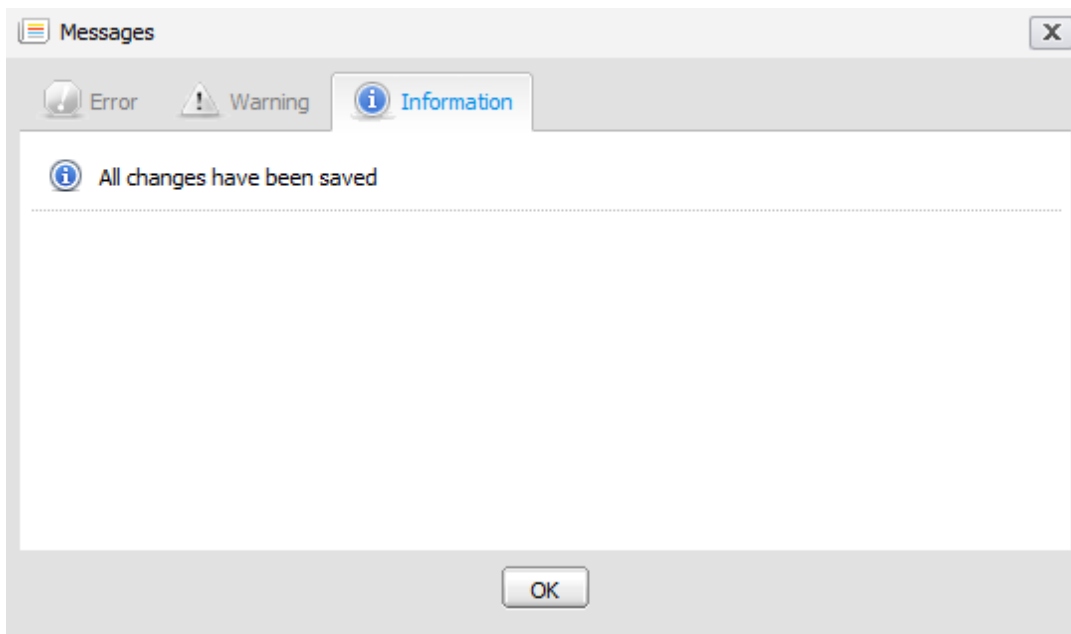 Messages
Error Warning Information
All changes have been saved
OK